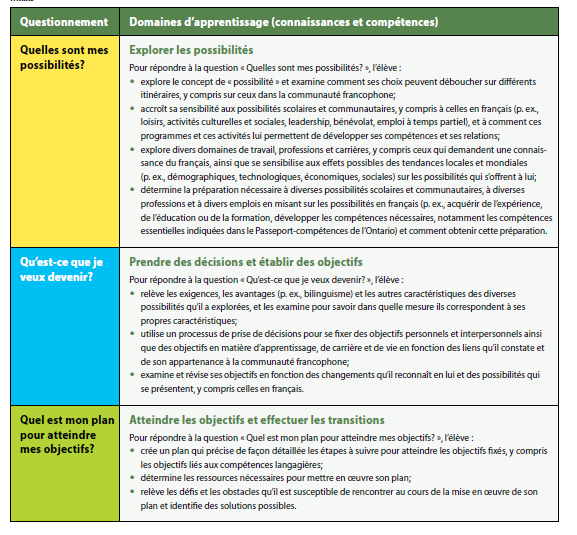 Questionnement
Domaines d'apprentissage (connaissances et compétences)
Quelles sont mes
possibilités?
Explorer les possibilités
Pour répondre à la question « Quelles sont mes possibilités? », l'élève :
• explore le concept de « possibilité » et examine comment ses choix peuvent déboucher sur différents
itinéraires, y compris sur ceux dans la communauté francophone;
• accroît sa sensibilité aux possibilités scolaires et communautaires, y compris à celles en français (p. ex.,
loisirs, activités culturelles et sociales, leadership, bénévolat, emploi à temps partiel), et à comment ces
programmes et ces activités lui permettent de développer ses compétences et ses relations;
• explore divers domaines de travail, professions et carrières, y compris ceux qui demandent une connais-
sance du français, ainsi que se sensibilise aux effets possibles des tendances locales et mondiales
(p. ex., démographiques, technologiques, économiques, sociales) sur les possibilités qui s'offrent à lui;
• détermine la préparation nécessaire à diverses possibilités scolaires et communautaires, à diverses
professions et à divers emplois en misant sur les possibilités en français (p. ex., acquérir de l'expérience,
de l'éducation ou de la formation, développer les compétences nécessaires, notamment les compétences
essentielles indiquées dans le Passeport-compétences de l'Ontario) et comment obtenir cette préparation.
Qu'est-ce que je
veux devenir?
Prendre des décisions et établir des objectifs
Pour répondre à la question « Qu'est-ce que je veux devenir? », l'élève :
• relève les exigences, les avantages (p. ex., bilinguisme) et les autres caractéristiques des diverses
possibilités qu'il a explorées, et les examine pour savoir dans quelle mesure ils correspondent à ses
propres caractéristiques;
• utilise un processus de prise de décisions pour se fixer des objectifs personnels et interpersonnels ainsi
que des objectifs en matière d'apprentissage, de carrière et de vie en fonction des liens qu'il constate et
de son appartenance à la communauté francophone;
• examine et révise ses objectifs en fonction des changements qu'il reconnaît en lui et des possibilités qui
se présentent, y compris celles en français.
Quel est mon plan
pour atteindre
mes objectifs?
Atteindre les objectifs et effectuer les transitions
Pour répondre à la question « Quel est mon plan pour atteindre mes objectifs? », l'élève :
• crée un plan qui précise de façon détaillée les étapes à suivre pour atteindre les objectifs fixés, y compris
les objectifs liés aux compétences langagières;
• détermine les ressources nécessaires pour mettre en œuvre son plan;
• relève les défis et les obstacles qu'il est susceptible de rencontrer au cours de la mise en œuvre de son
plan et identifie des solutions possibles.